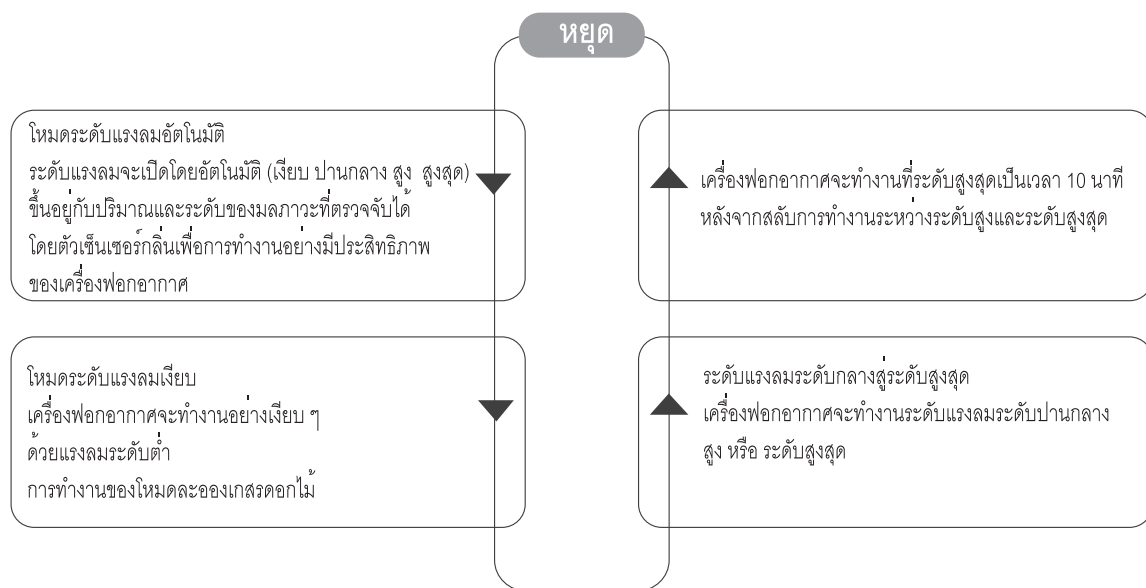 หยุด
โหมดระดับแรงลมอัตโนมัติ
ระดับแรงลมจะเปิดโดยอัตโนมัติ (เงียบ ปานกลาง สูง สูงสุด)
ขึ้นอยู่กับปริมาณและระดับของมลภาวะที่ตรวจจับได้
โดยตัวเซ็นเซอร์กลิ่นเพื่อการทำงานอย่างมีประสิทธิภาพ
ของเครื่องฟอกอากาศ
โหมดระดับแรงลมเงียบ
เครื่องฟอกอากาศจะทำงานอย่างเงียบ ๆ
ด้วยแรงลมระดับต่ำ
การทำงานของโหมดละอองเกสรดอกไม้
ระดับแรงลมระดับกลางสู่ระดับสูงสุด
เครื่องฟอกอากาศจะทำงานระดับแรงลมระดับปานกลาง
สูง หรือ ระดับสูงสุด
เครื่องฟอกอากาศจะทำงานที่ระดับสูงสุดเป็นเวลา 10 นาที
หลังจากสลับการทำงานระหว่างระดับสูงและระดับสูงสุด